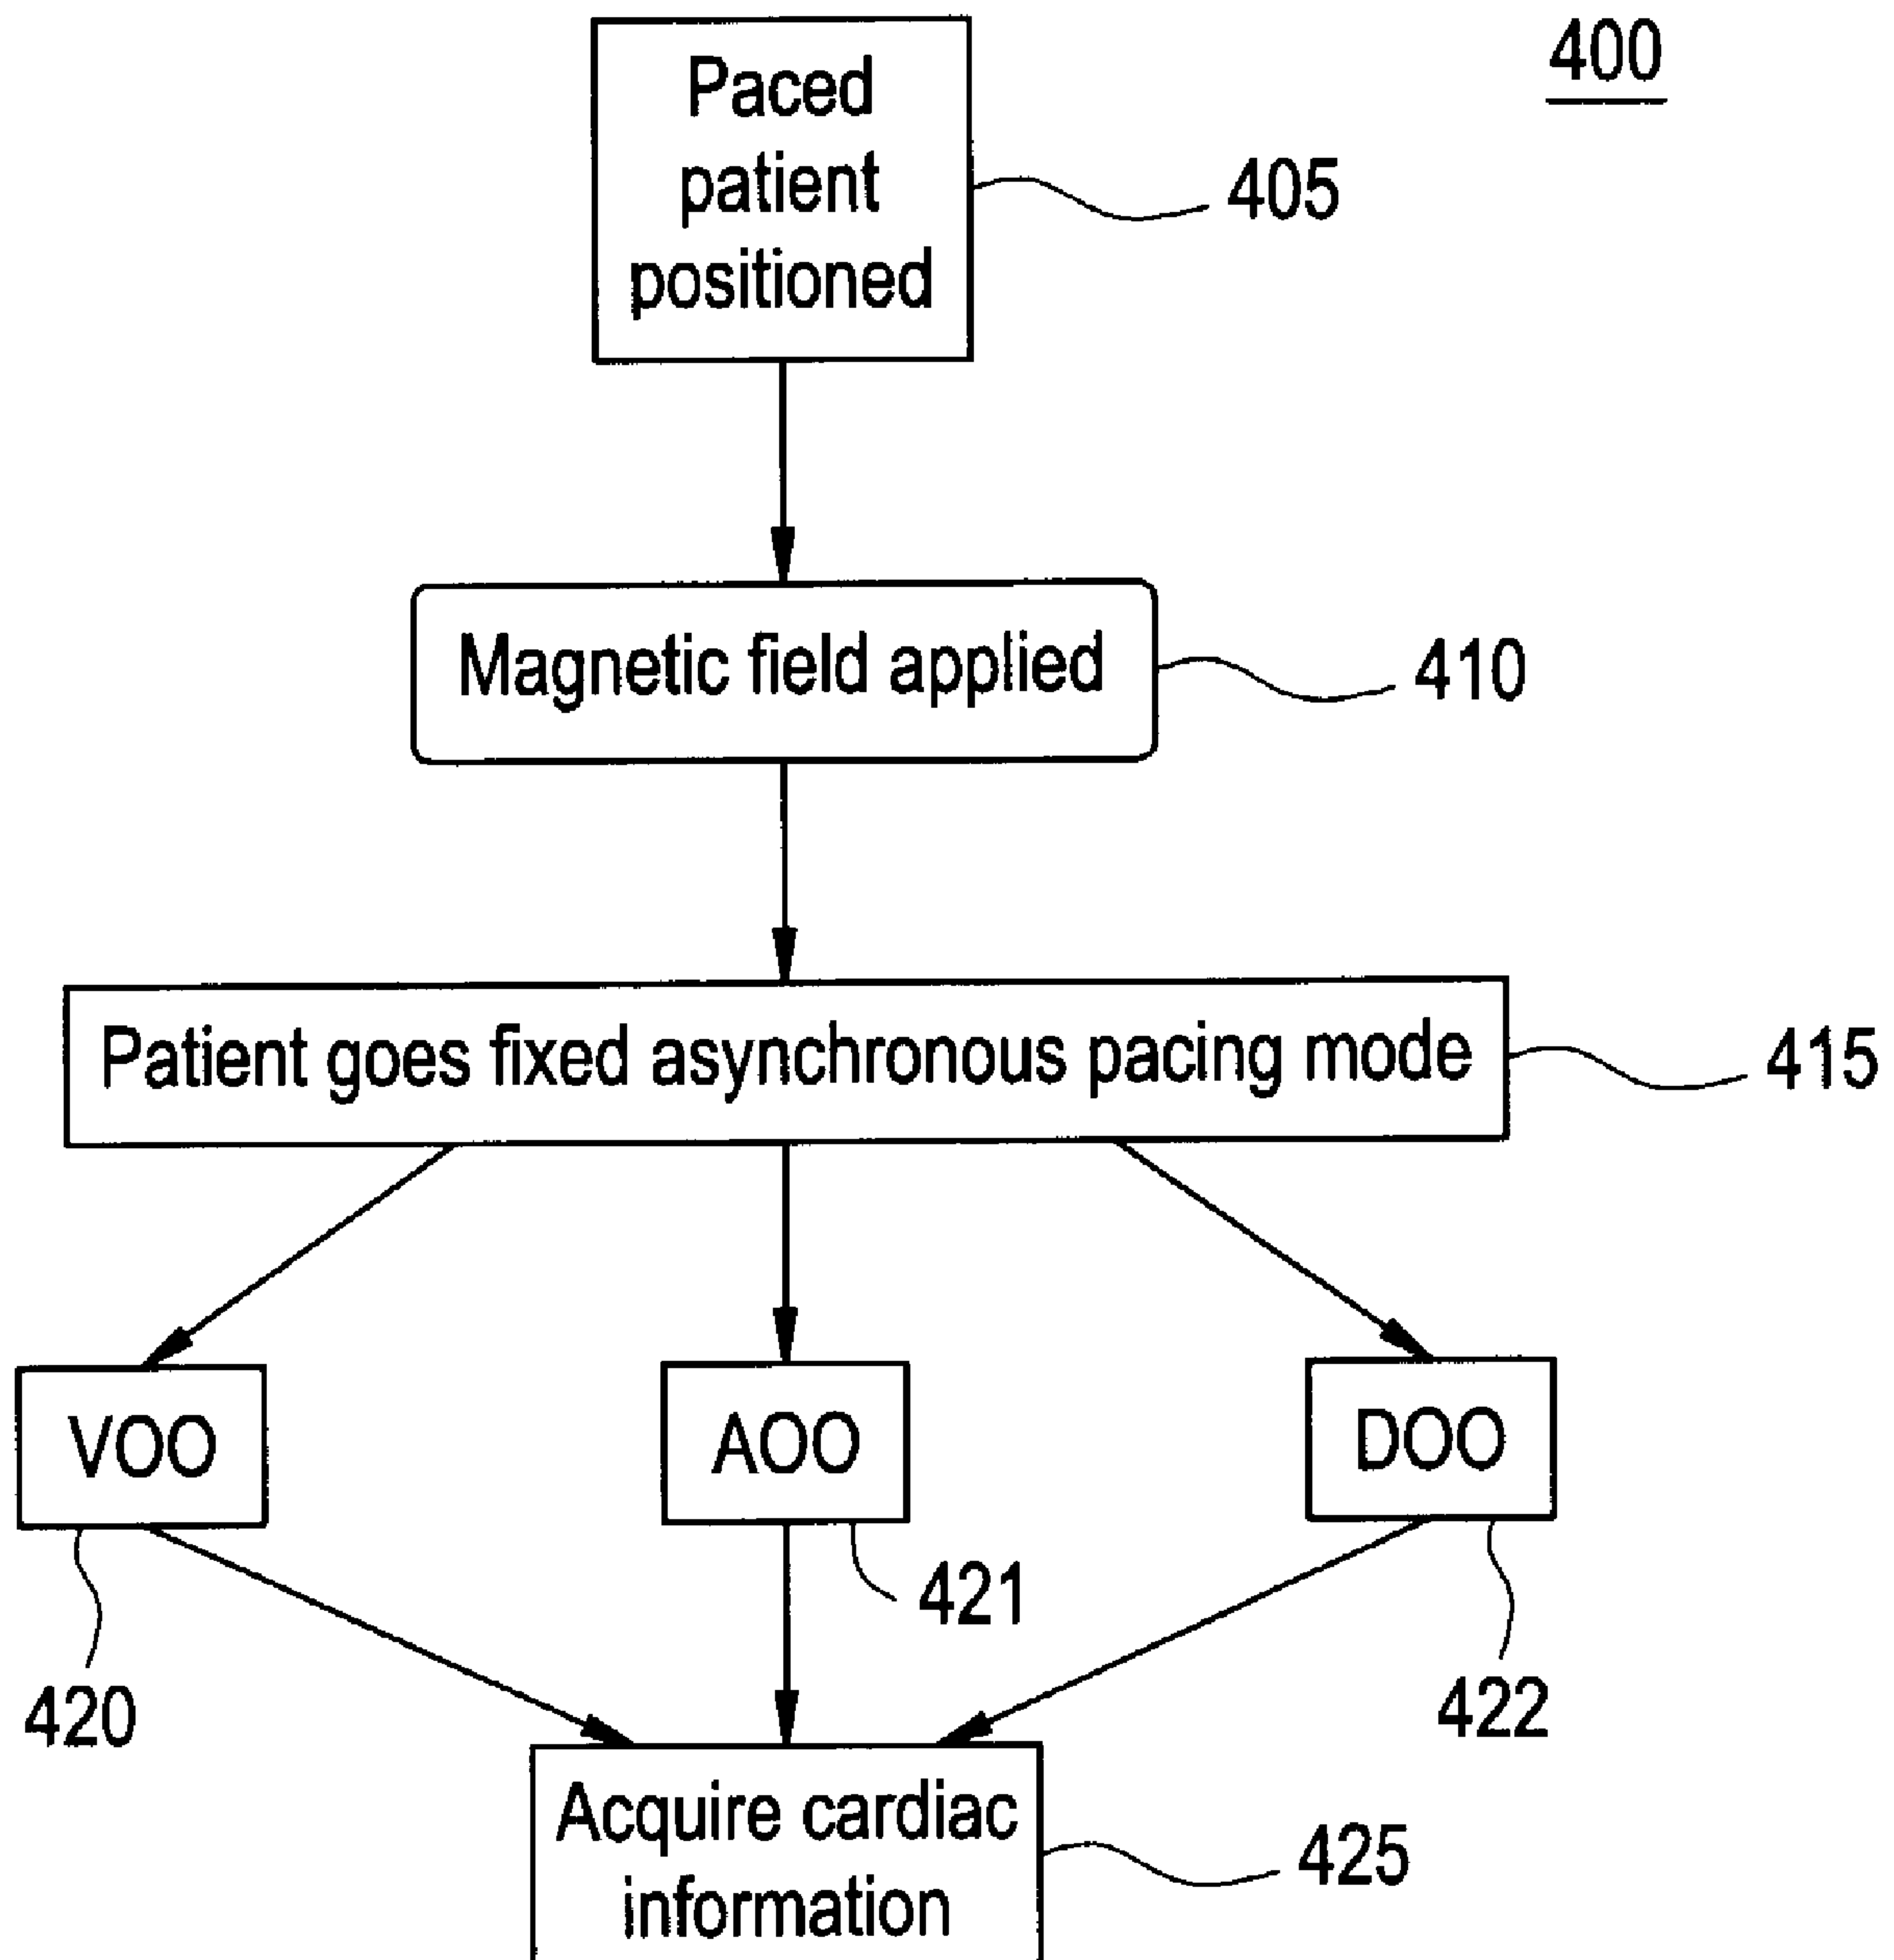 400
Paced
patient
positioned
405
Magnetic field applied
410
Patient goes fixed asynchronous pacing mode
415
VOO
AOO
DOO
420
421
422
Acquire cardiac
information
425